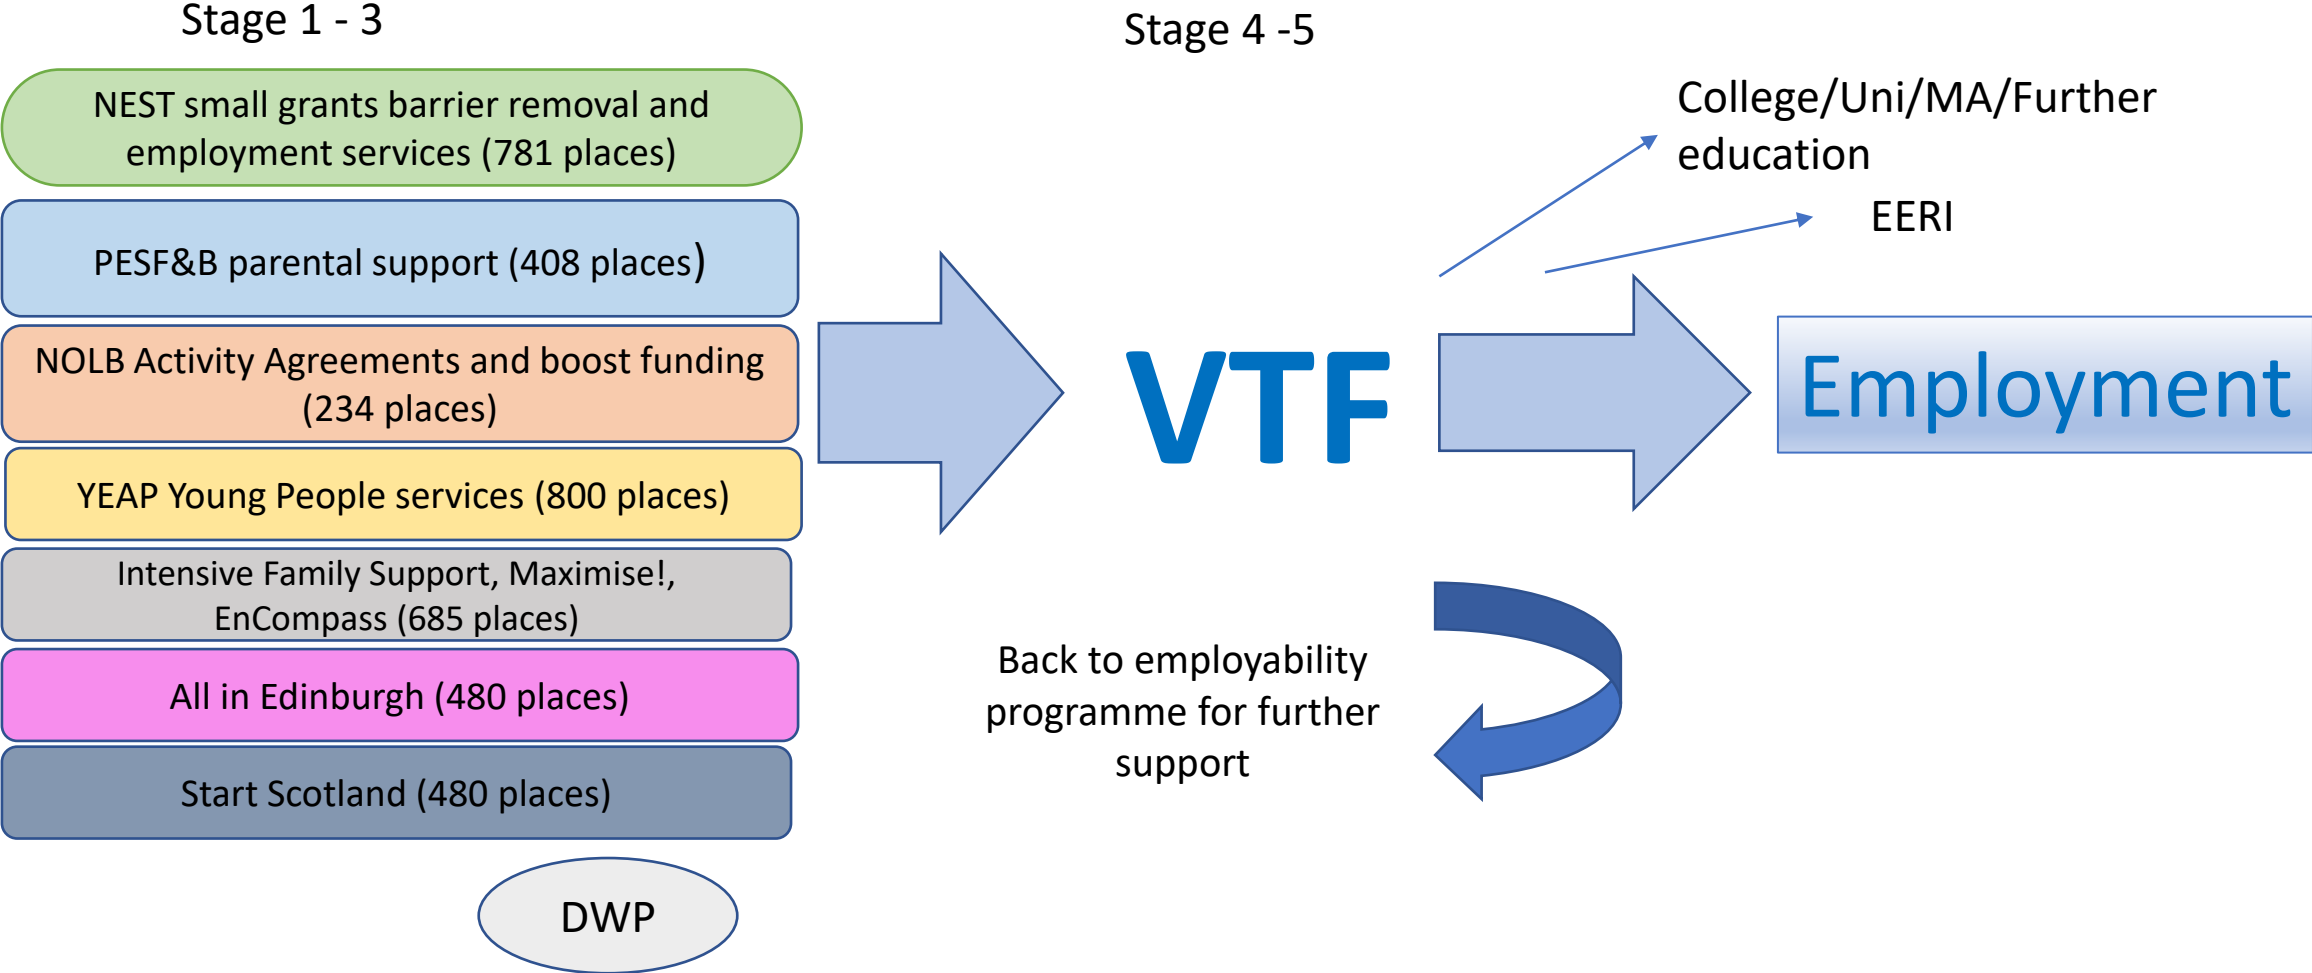 Stage 1 - 3
NEST small grants barrier removal and
employment services (781 places)
PESF&B parental support (408 places)
NOLB Activity Agreements and boost funding
(234 places)
YEAP Young People services (800 places)
Intensive Family Support, Maximise!,
EnCompass (685 places)
All in Edinburgh (480 places)
Start Scotland (480 places)
DWP
Stage 4 -5
VTF
Back to employability
programme for further
support
College/Uni/MA/Further
education
EERI
Employment